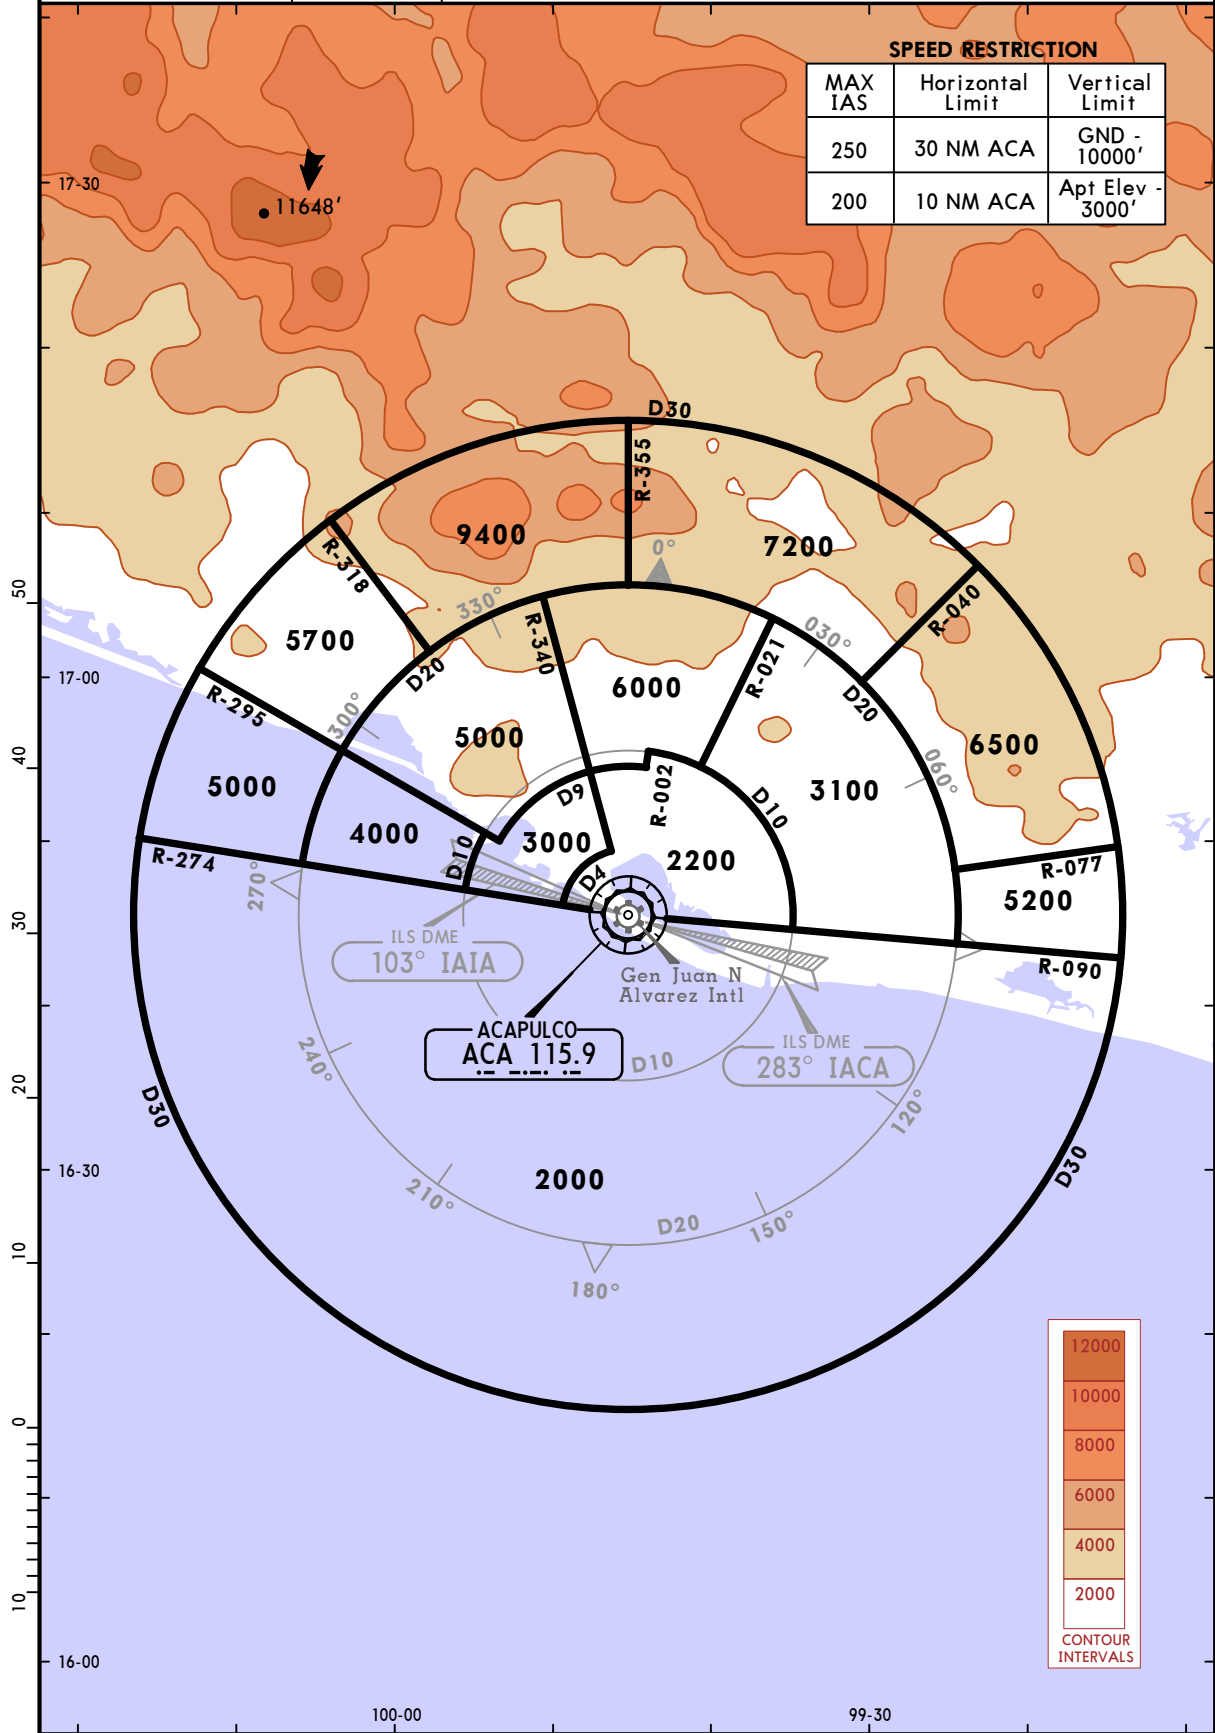 SPEED RESTRICTION
MAX IAS
Horizontal Limit
Vertical Limit
250
30 NM ACA
GND - 10000'
200
10 NM ACA
Apt Elev - 3000'
17-30
11648'
D30
R-355
9400
7200
0°
R-318
R-040
50
330°
R-340
030°
5700
R-021
17-00
D20
6000
D20
R-295
300°
5000
6500
40
060°
5000
D9
R-002
D10
3100
4000
D10
3000
2200
R-274
D4
R-077
270°
5200
30
ILS DME
103° IAIA
Gen Juan N
Alvarez Intl
R-090
ACAPULCO
ACA 115.9
ILS DME
283° IACA
240°
D10
20
D30
120°
16-30
2000
D30
210°
D20
150°
10
180°
12000
10000
0
8000
6000
4000
10
2000
CONTOUR
INTERVALS
16-00
100-00
99-30